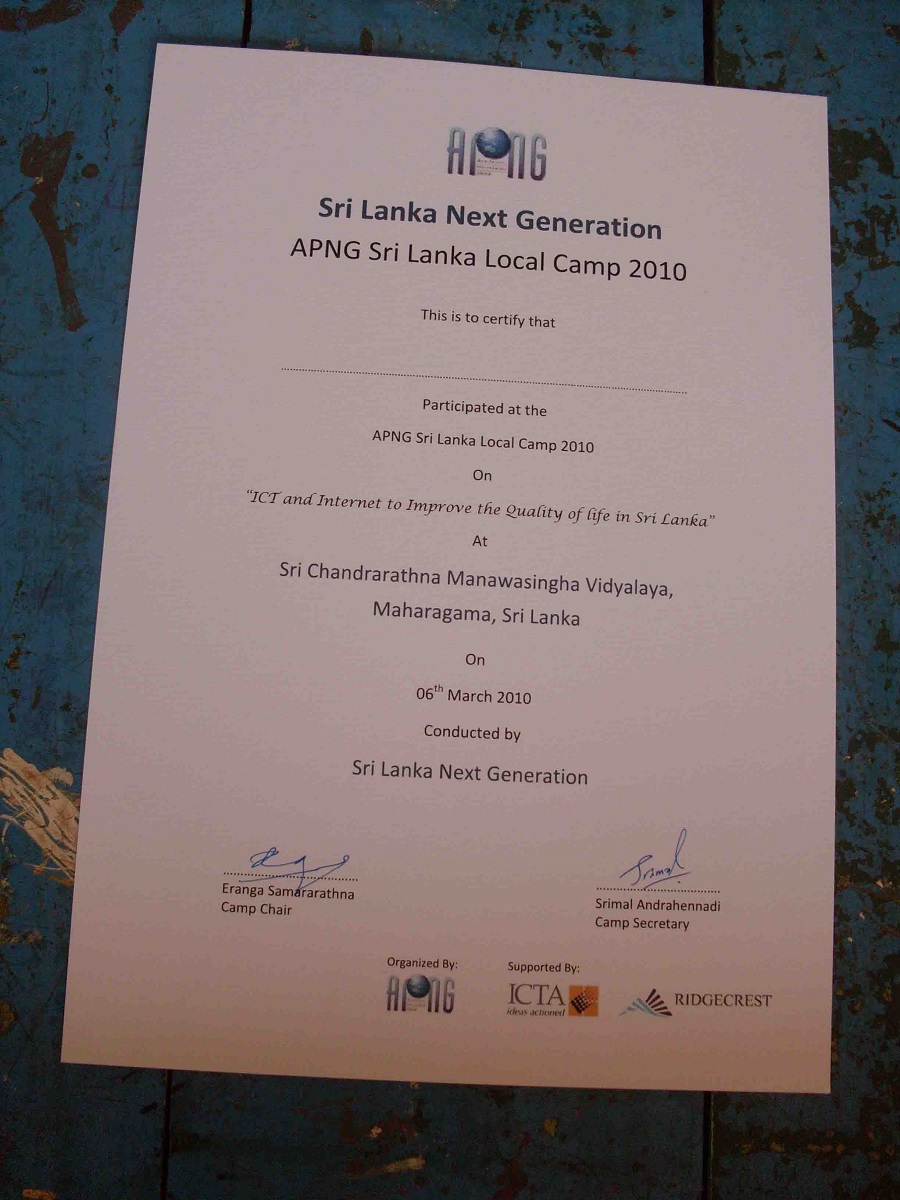 APNG
Sri Lanka Next Generation
APNG Sri Lanka Local Camp 2010
This is to certify that
Participated at the
APNG Sri Lanka Local Camp 2010
On
"ICT and Internet to Improve the Quality of life in Sri Lanka"
At
Sri Chandrarathna Manawasingha Vidyalaya,
Maharagama, Sri Lanka
On
06th March 2010
Conducted by
Sri Lanka Next Generation
Srimal
Eranga Samararathna
Camp Chair
Srimal Andrahennadi
Camp Secretary
Organized By:
APNG
Supported By:
ICTA
ideas actioned
RIDGECREST